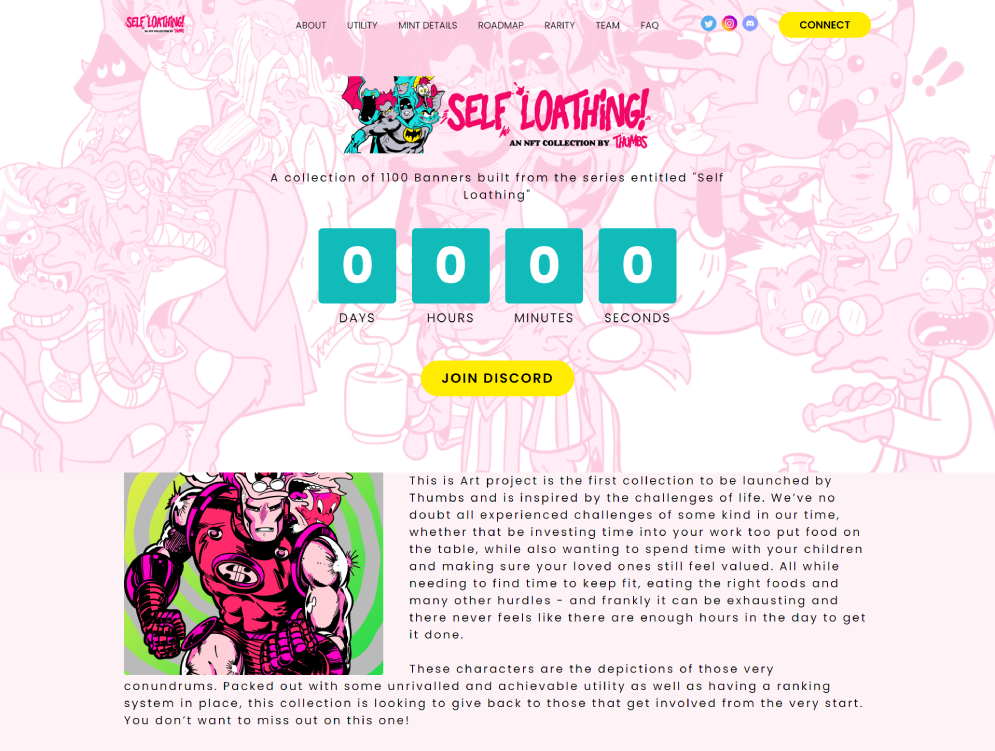 SELF LOATHING!
AN NFT COLLECTION BY THUMBS
ABOUT
UTILITY
MINT DETAILS
ROADMAP
RARITY
TEAM
FAQ
CONNECT
SELF LOATHING!
AN NFT COLLECTION BY THUMBS
A collection of 1100 Banners built from the series entitled "Self
Loathing"
0 0 0 0
DAYS HOURS MINUTES SECONDS
JOIN DISCORD
This is Art project is the first collection to be launched by
Thumbs and is inspired by the challenges of life. We’ve no
doubt all experienced challenges of some kind in our time,
whether that be investing time into your work too put food on
the table, while also wanting to spend time with your children
and making sure your loved ones still feel valued. All while
needing to find time to keep fit, eating the right foods and
many other hurdles - and frankly it can be exhausting and
there never feels like there are enough hours in the day to get
it done.
These characters are the depictions of those very
conundrums. Packed out with some unrivalled and achievable utility as well as having a ranking
system in place, this collection is looking to give back to those that get involved from the very start.
You don’t want to miss out on this one!
$